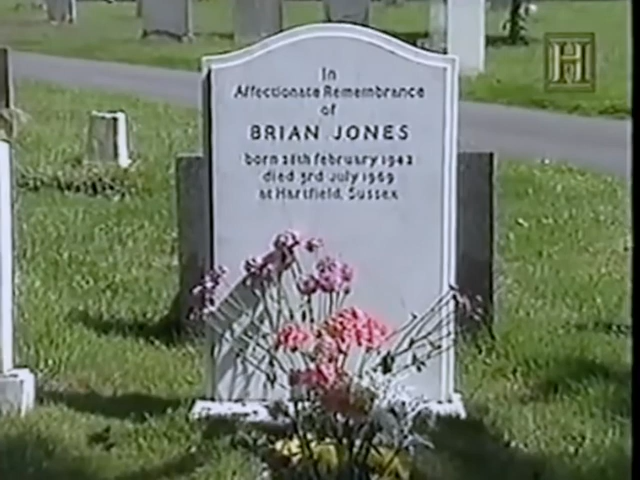 In
Affectionate Remembrance
of
BRIAN JONES
born 28th february 1942
died 3rd july 1969
at Hartfield, Sussex
H